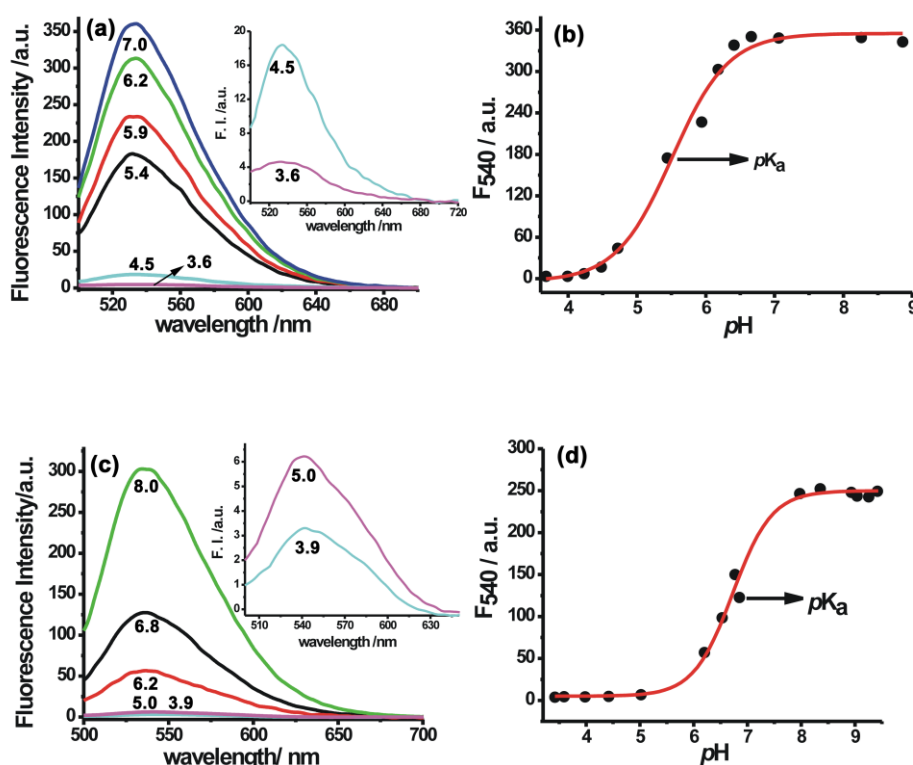 (a)
Fluorescence Intensity /a.u.
350
300
250
200
150
100
50
0
7.0
6.2
5.9
5.4
4.5
3.6
520 560 600 640 680
wavelength /nm
F. I. /a.u.
20
16
12
8
4
0
4.5
3.6
520 560 600 640 680 720
wavelength /nm
(b)
F540 / a.u.
360
300
240
180
120
60
0
pKa
4 5 6 7 8 9
pH
(c)
Fluorescence Intensity/a.u.
300
250
200
150
100
50
0
8.0
6.8
6.2
5.0 3.9
500 550 600 650 700
wavelength/ nm
F. I. /a.u.
6
5
4
3
2
1
0
5.0
3.9
510 540 570 600 630
wavelength /nm
(d)
F540 / a.u.
300
250
200
150
100
50
0
pKa
4 5 6 7 8 9
pH